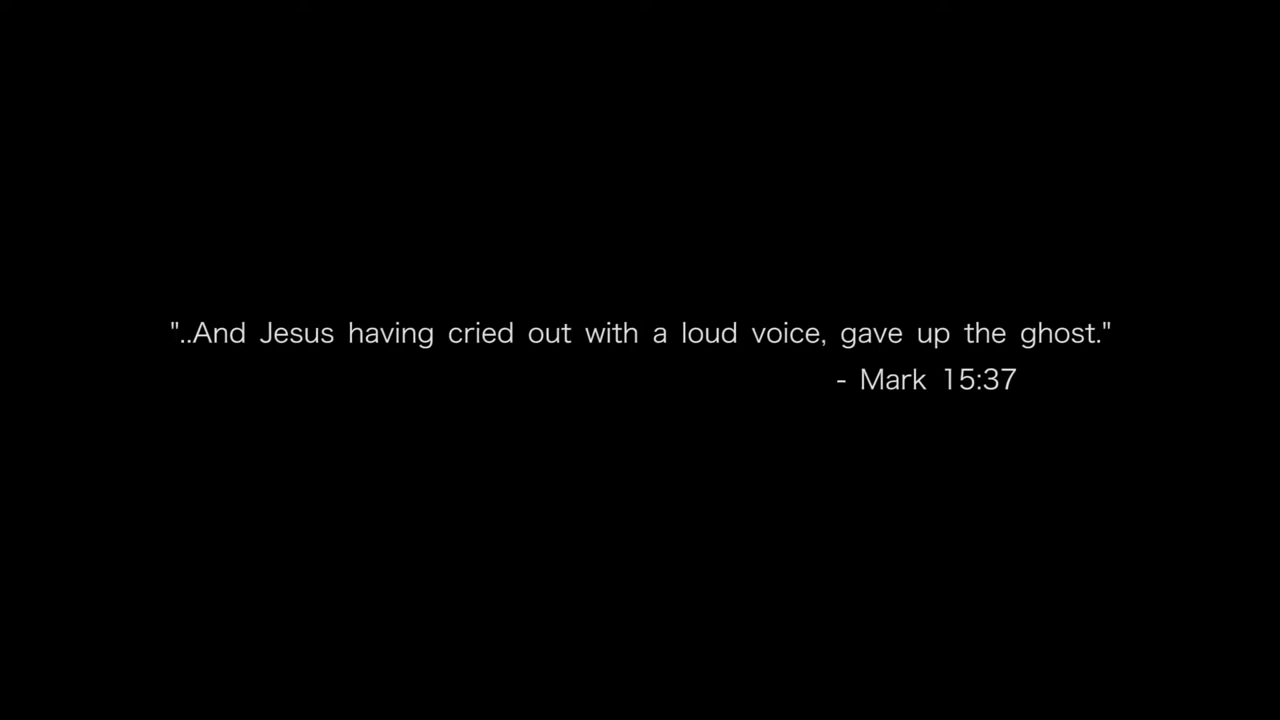 "..And Jesus having cried out with a loud voice, gave up the ghost."
- Mark 15:37